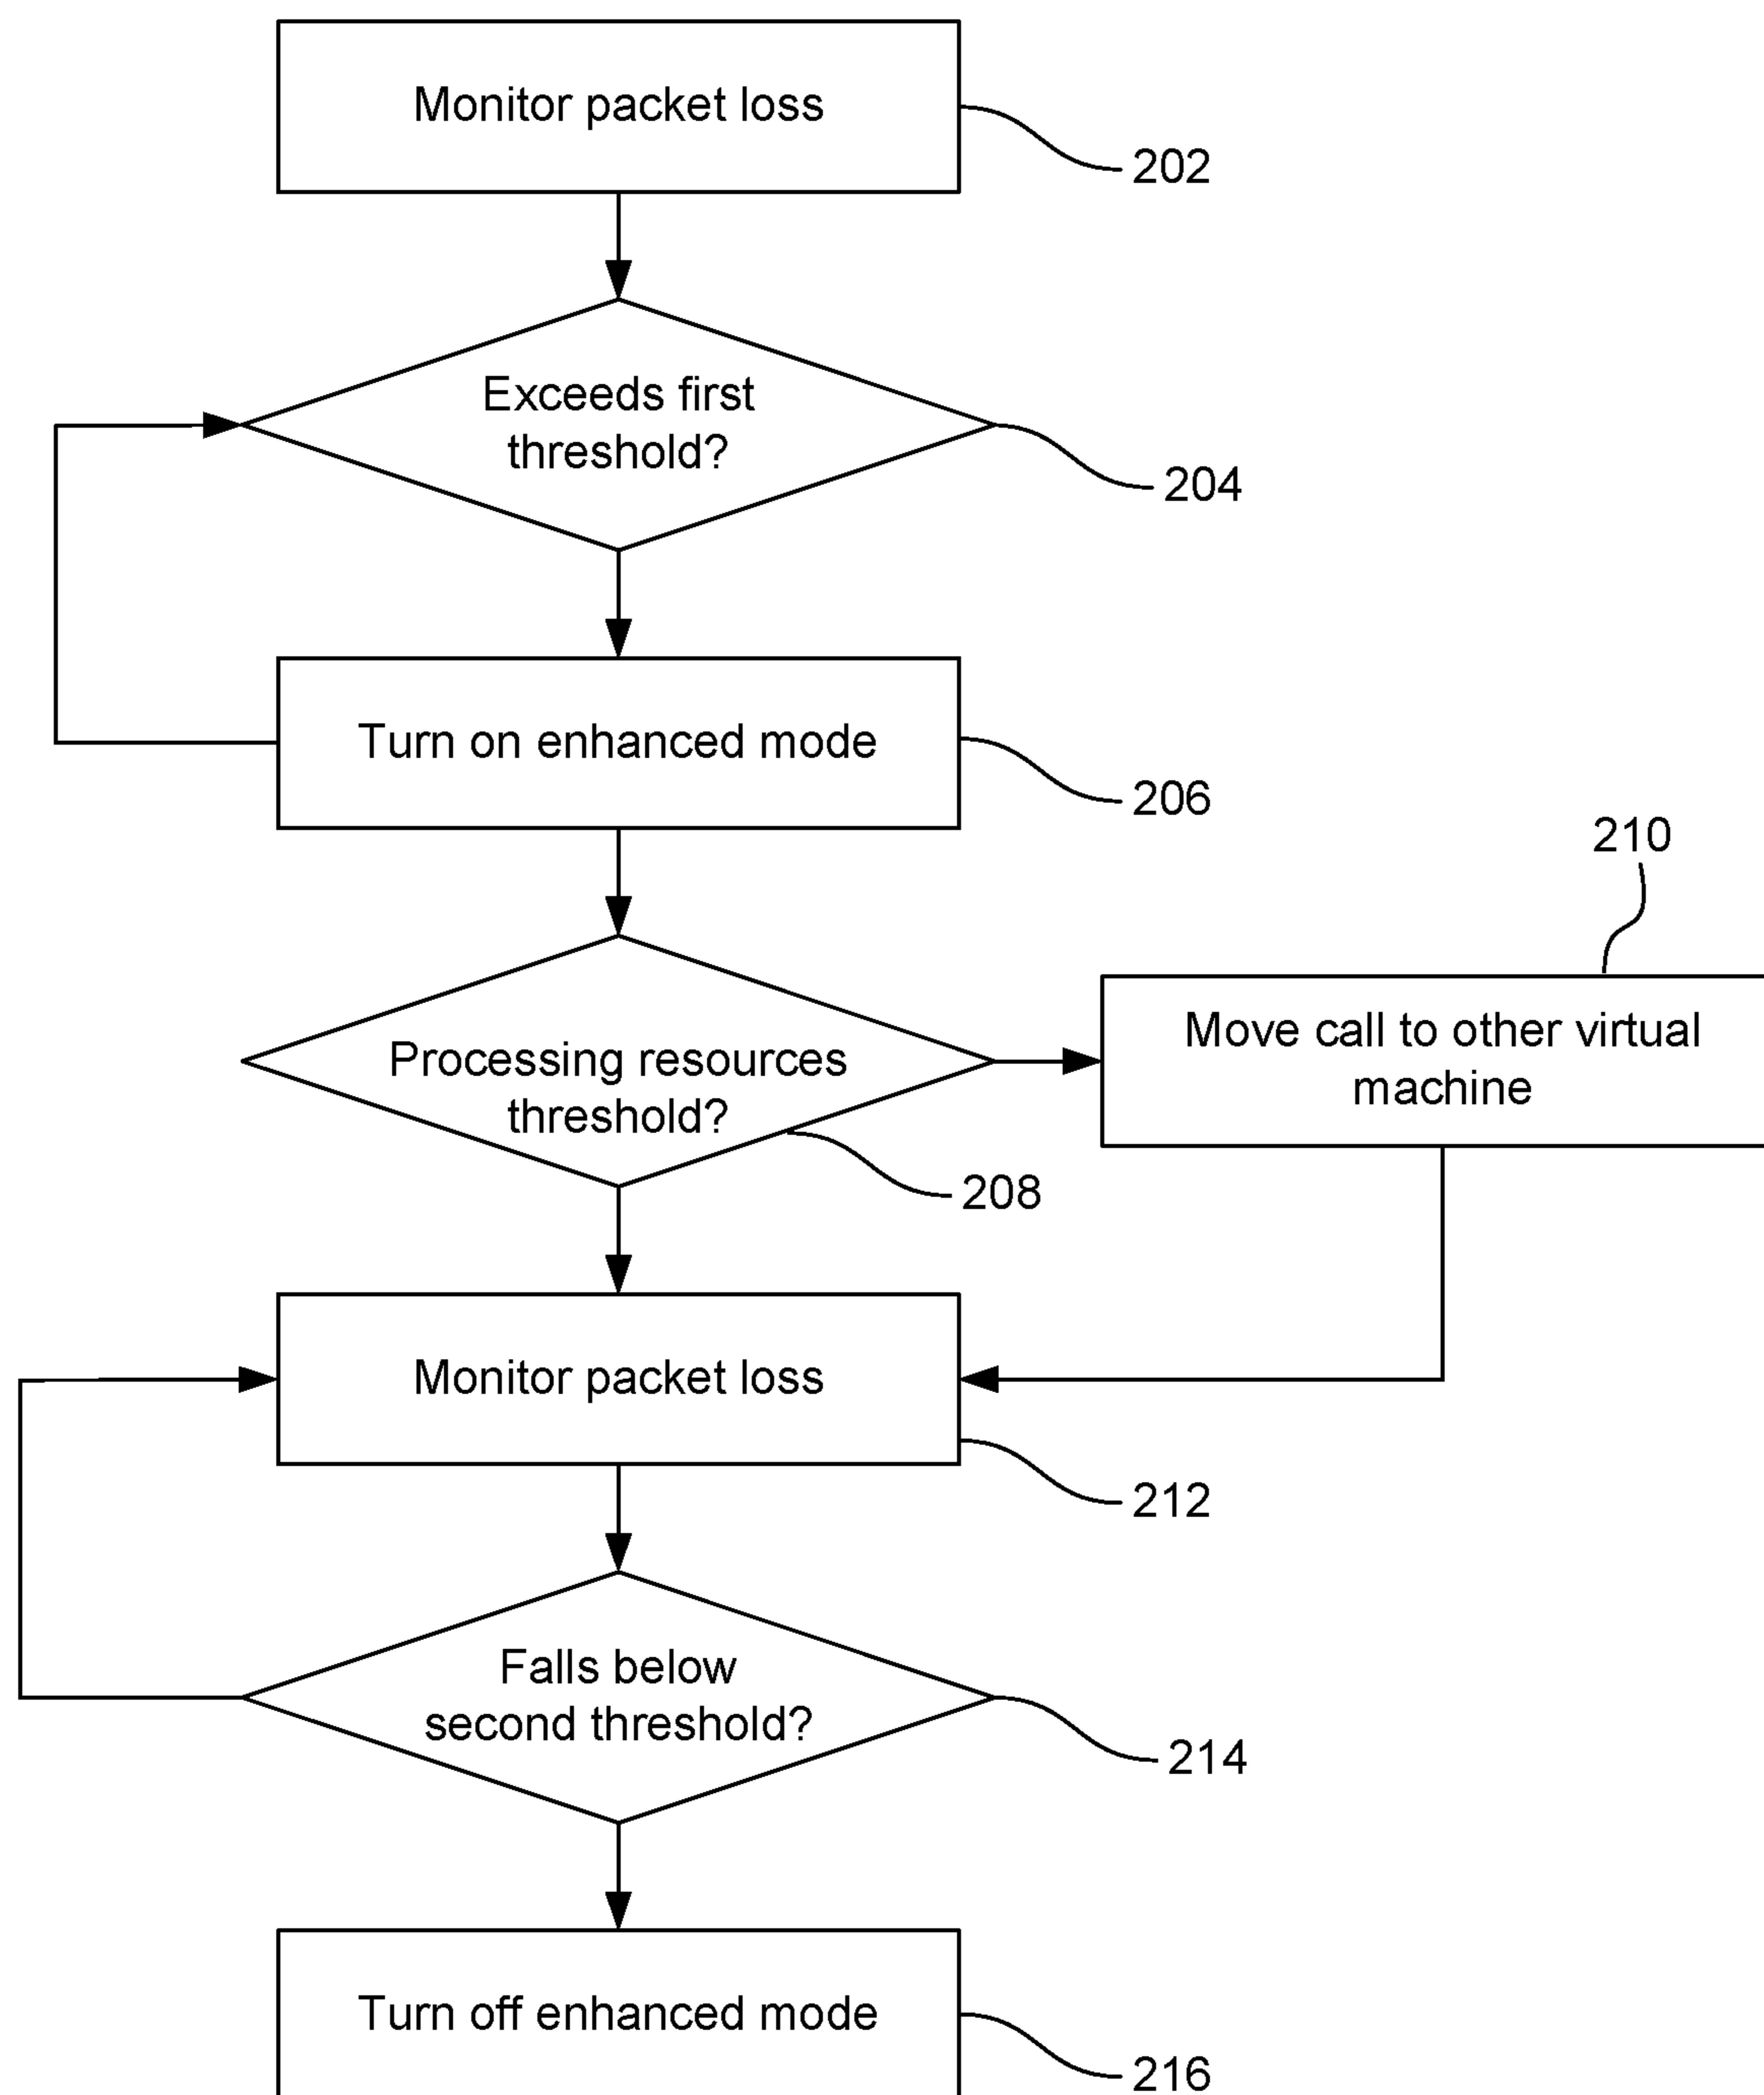 Monitor packet loss
202
Exceeds first
threshold?
204
Turn on enhanced mode
206
210
Processing resources
threshold?
208
Move call to other virtual
machine
Monitor packet loss
212
Falls below
second threshold?
214
Turn off enhanced mode
216